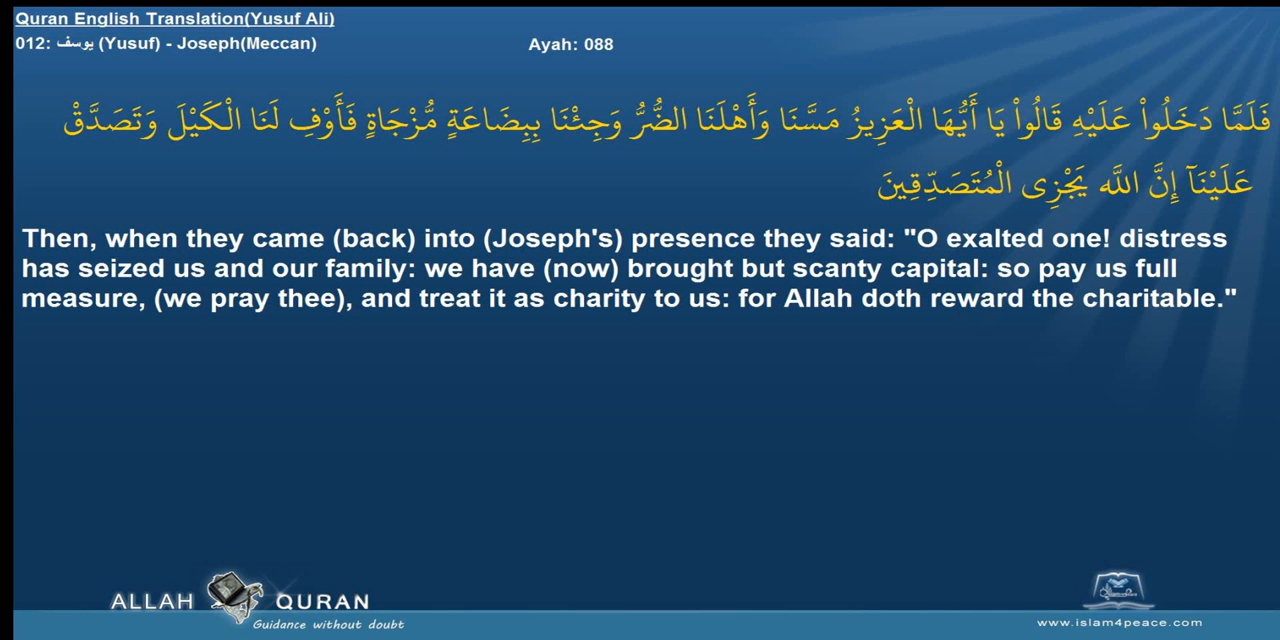 Quran English Translation(Yusuf Ali)
012: يوسف (Yusuf) - Joseph(Meccan)
Ayah: 088
فَلَمَّا دَخَلُواْ عَلَيْهِ قَالُواْ يَا أَيُّهَا الْعَزِيزُ مَسَّنَا وَأَهْلَنَا الضُّرُّ وَجِئْنَا بِبِضَاعَةٍ مُّزْجَاةٍ فَأَوْفِ لَنَا الْكَيْلَ وَتَصَدَّقْ
عَلَيْنَآ إِنَّ اللَّه يَجْزِى الْمُتَصَدِّقِينَ
Then, when they came (back) into (Joseph's) presence they said: "O exalted one! distress
has seized us and our family: we have (now) brought but scanty capital: so pay us full
measure, (we pray thee), and treat it as charity to us: for Allah doth reward the charitable."
ALLAH QURAN
Guidance without doubt
www.islam4peace.com